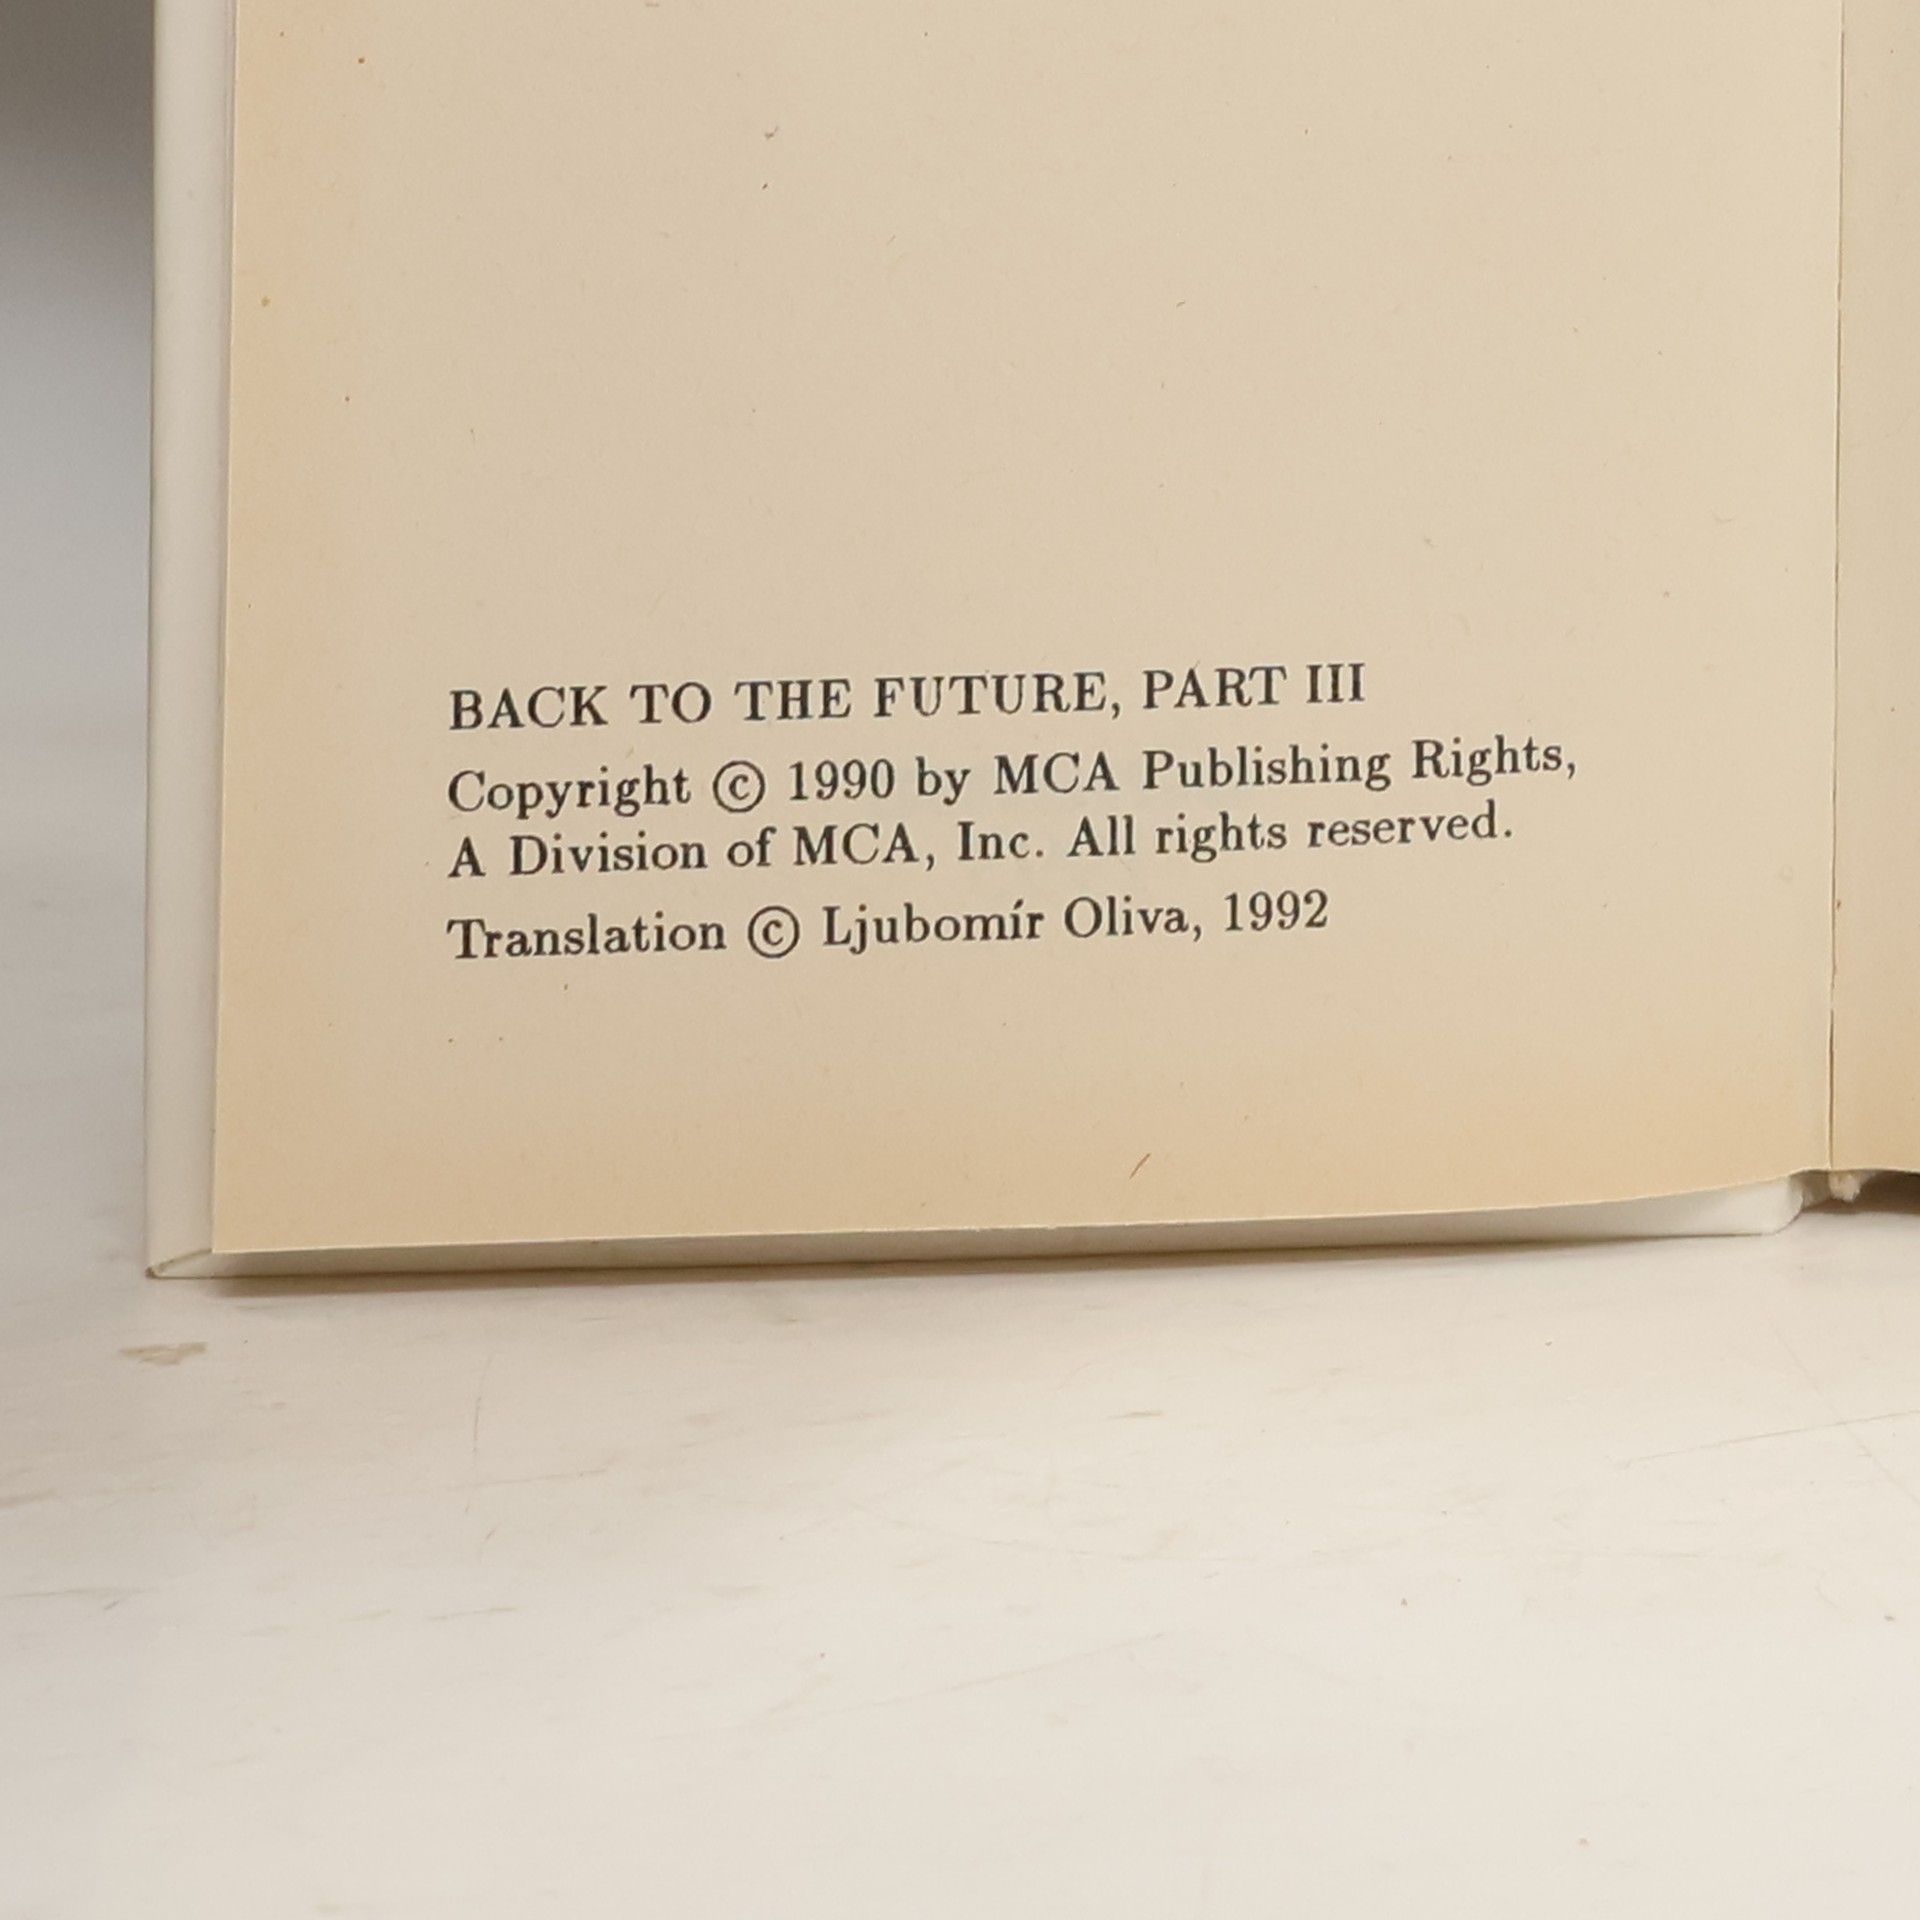 BACK TO THE FUTURE, PART III
Copyright © 1990 by MCA Publishing Rights,
A Division of MCA, Inc. All rights reserved.
Translation © Ljubomír Oliva, 1992